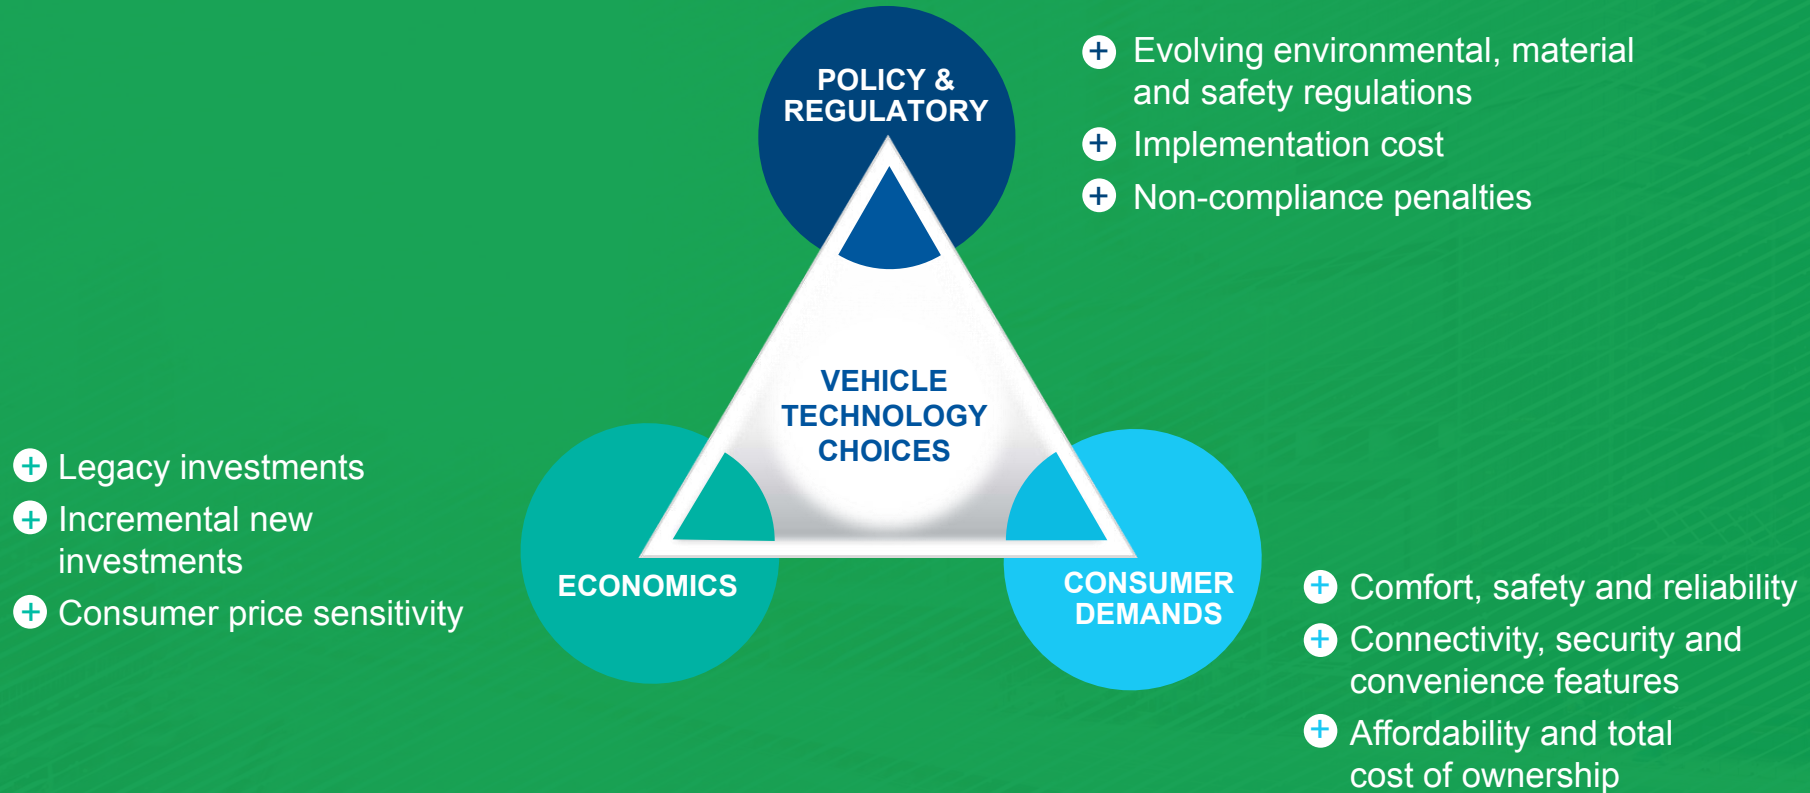 POLICY &
REGULATORY
Evolving environmental, material
and safety regulations
Implementation cost
Non-compliance penalties
VEHICLE
TECHNOLOGY
CHOICES
Legacy investments
Incremental new
investments
Consumer price sensitivity
ECONOMICS
CONSUMER
DEMANDS
Comfort, safety and reliability
Connectivity, security and
convenience features
Affordability and total
cost of ownership